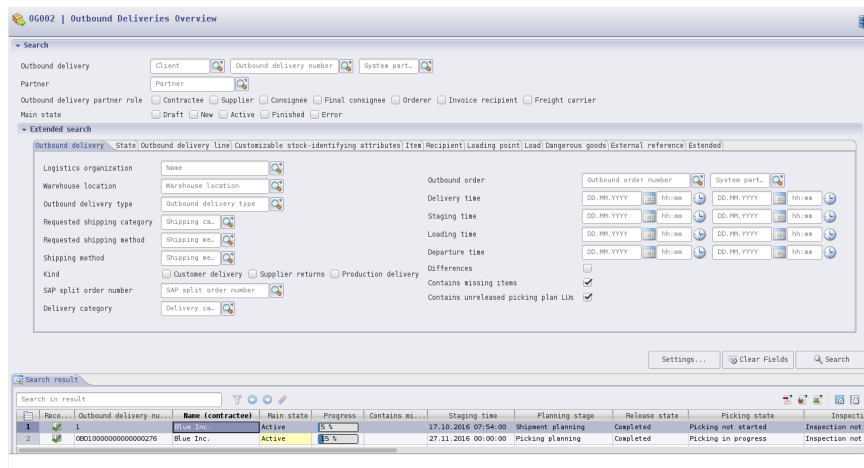 OG002 | Outbound Deliveries Overview
Search
Outbound delivery Client Outbound delivery number System part…
Partner Partner
Outbound delivery partner role Contractee Supplier Consignee Final consignee Orderer Invoice recipient Freight carrier
Main state Draft New Active Finished Error
Extended search
Outbound delivery State Outbound delivery line Customizable stock-identifying attributes Item Recipient Loading point Load Dangerous goods External reference Extended
Logistics organization Name
Warehouse location Warehouse location
Outbound delivery type Outbound delivery type
Requested shipping category Shipping ca…
Requested shipping method Shipping me…
Shipping method Shipping me…
Kind Customer delivery Supplier returns Production delivery
SAP split order number SAP split order number
Delivery category Delivery ca…
Outbound order Outbound order number System part…
Delivery time DD.MM.YYYY hh:mm DD.MM.YYYY hh:mm
Staging time DD.MM.YYYY hh:mm DD.MM.YYYY hh:mm
Loading time DD.MM.YYYY hh:mm DD.MM.YYYY hh:mm
Departure time DD.MM.YYYY hh:mm DD.MM.YYYY hh:mm
Differences
Contains missing items
Contains unreleased picking plan LUs
Settings... Clear Fields Search
Search result
Search in result
Reco... Outbound delivery nu... Name (contractee) Main state Progress Contains mi... Staging time Planning stage Release state Picking state Inspecti
1 1 Blue Inc. Active 5 % 17.10.2016 07:54:00 Shipment planning Completed Picking not started Inspection not
2 OBD10000000000000276 Blue Inc. Active 15 % 27.11.2016 00:00:00 Picking planning Completed Picking in progress Inspection not